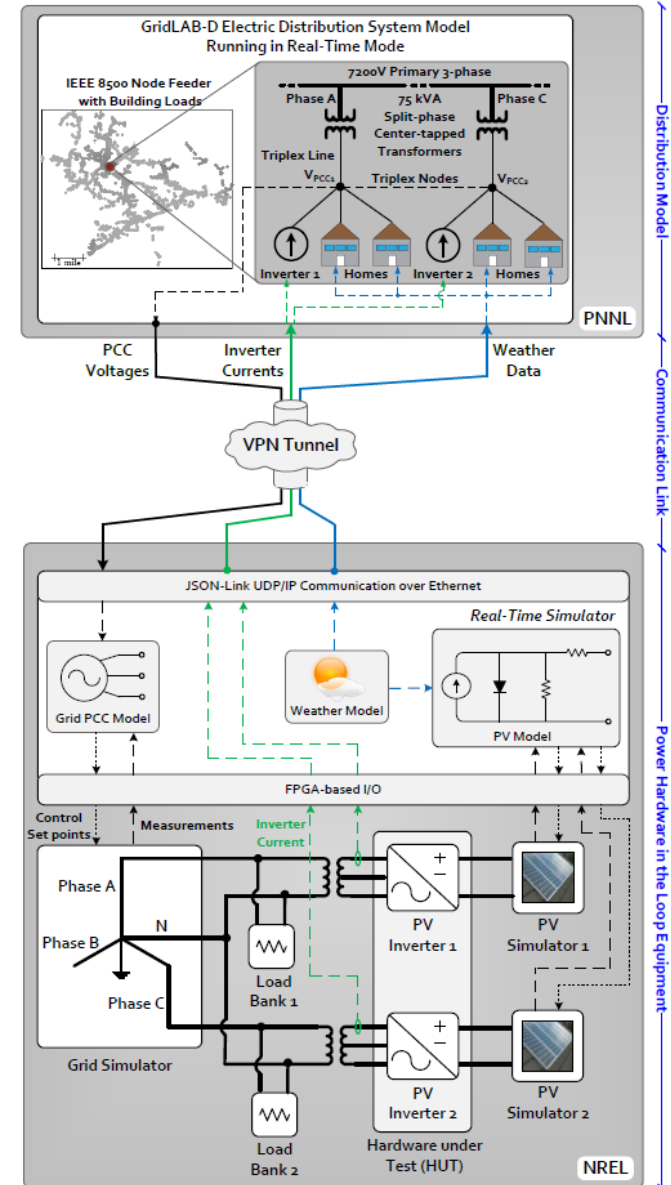 GridLAB-D Electric Distribution System Model
Running in Real-Time Mode
IEEE 8500 Node Feeder
with Building Loads
1 mile
7200V Primary 3-phase
Phase A
75 kVA
Split-phase
Center-tapped
Transformers
Phase C
Triplex Line
VPCC1
Triplex Nodes
VPCC2
Inverter 1
Homes
Inverter 2
Homes
PNNL
Distribution Model
PCC
Voltages
Inverter
Currents
Weather
Data
VPN Tunnel
Communication Link
JSON-Link UDP/IP Communication over Ethernet
Real-Time Simulator
Grid PCC Model
Weather Model
PV Model
FPGA-based I/O
Control
Set points
Measurements
Inverter
Current
Phase A
N
Phase B
Phase C
Grid Simulator
Load
Bank 1
PV
Inverter 1
PV
Simulator 1
Load
Bank 2
PV
Inverter 2
PV
Simulator 2
Hardware under
Test (HUT)
NREL
Power Hardware in the Loop Equipment